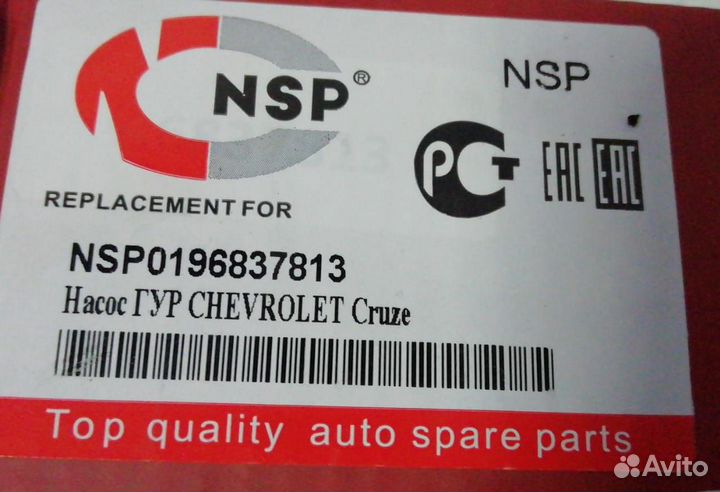 NSP®
NSP
РСТ EAC EAC
REPLACEMENT FOR
NSP0196837813
Насос ГУР CHEVROLET Cruze
Top quality auto spare parts
Avito